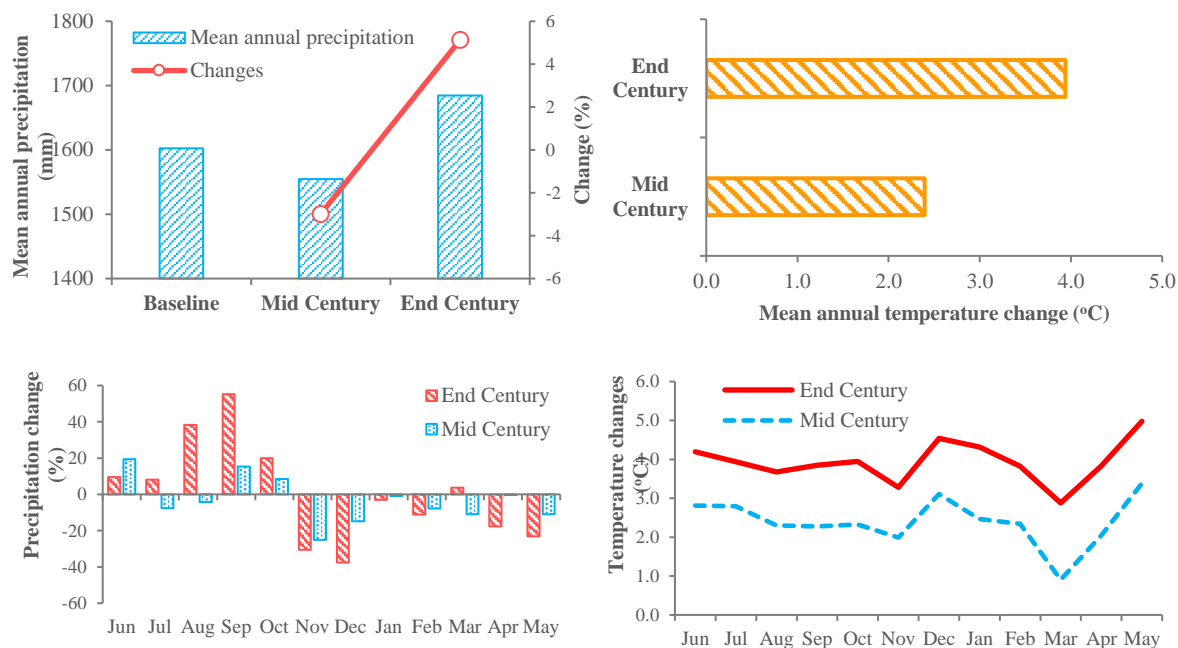 1800
1700
1600
1500
1400
Mean annual precipitation
(mm)
Mean annual precipitation
Changes
6
4
2
0
-2
-4
-6
Change (%)
Baseline
Mid Century
End Century
End
Century
Mid
Century
0.0
1.0
2.0
3.0
4.0
5.0
Mean annual temperature change (ᵒC)
Precipitation change
(%)
60
40
20
0
-20
-40
-60
End Century
Mid Century
Jun
Jul
Aug
Sep
Oct
Nov
Dec
Jan
Feb
Mar
Apr
May
Temperature changes
(ᵒC)
6.0
5.0
4.0
3.0
2.0
1.0
0.0
End Century
Mid Century
Jun
Jul
Aug
Sep
Oct
Nov
Dec
Jan
Feb
Mar
Apr
May